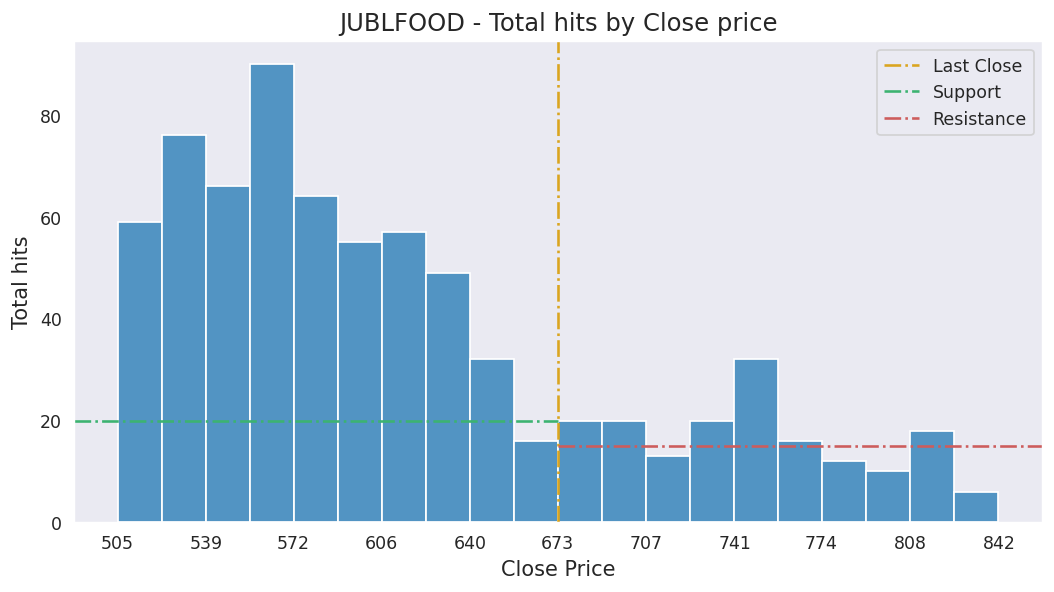 JUBLFOOD - Total hits by Close price
Last Close
Support
Resistance
Total hits
80
60
40
20
0
505 539 572 606 640 673 707 741 774 808 842
Close Price